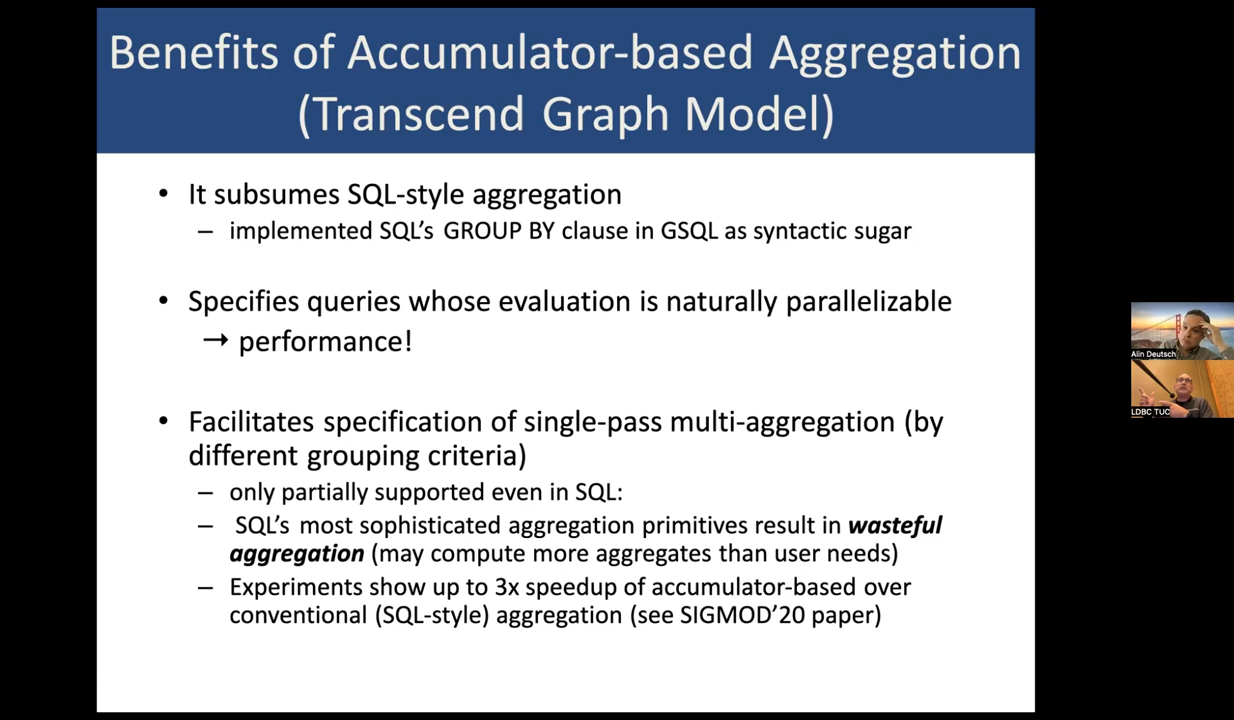 Benefits of Accumulator-based Aggregation
(Transcend Graph Model)
• It subsumes SQL-style aggregation
– implemented SQL's GROUP BY clause in GSQL as syntactic sugar
• Specifies queries whose evaluation is naturally parallelizable
→ performance!
• Facilitates specification of single-pass multi-aggregation (by
different grouping criteria)
– only partially supported even in SQL:
– SQL's most sophisticated aggregation primitives result in wasteful
aggregation (may compute more aggregates than user needs)
– Experiments show up to 3x speedup of accumulator-based over
conventional (SQL-style) aggregation (see SIGMOD'20 paper)
Alin Deutsch
LDBC TUC